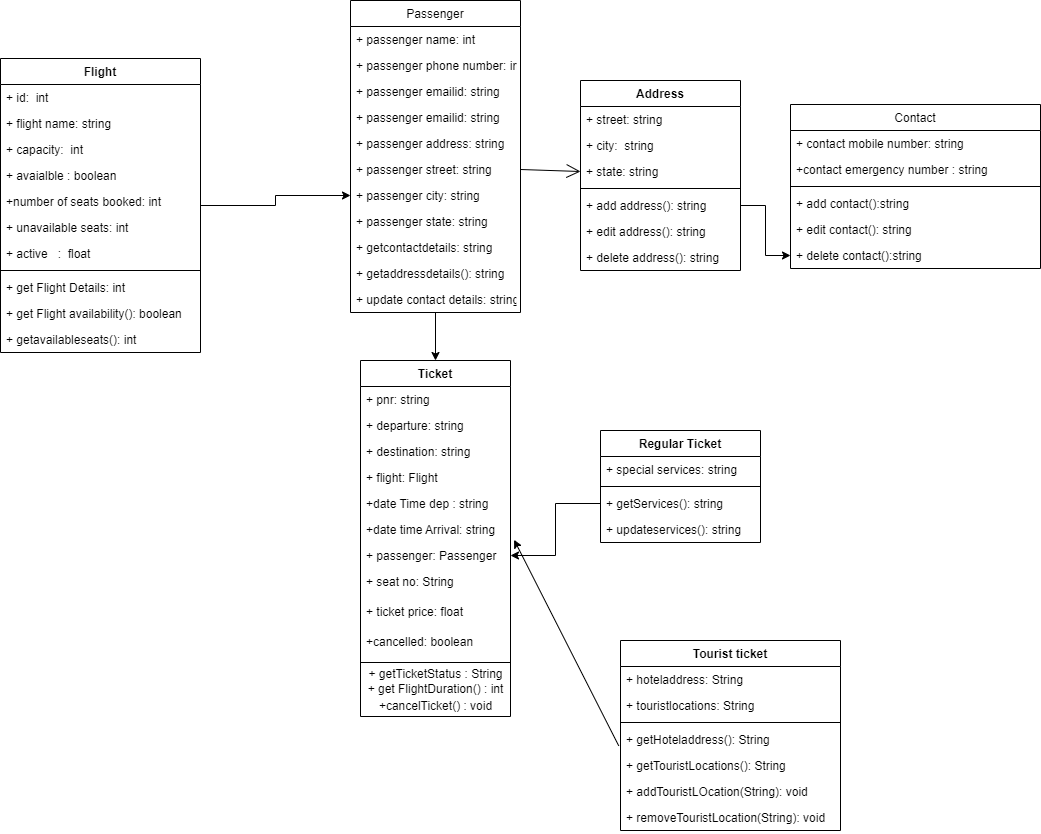 Passenger
+ passenger name: int
+ passenger phone number: in
+ passenger emailid: string
+ passenger emailid: string
+ passenger address: string
+ passenger street: string
+ passenger city: string
+ passenger state: string
+ getcontactdetails: string
+ getaddressdetails(): string
+ update contact details: string
Flight
+ id:  int
+ flight name: string
+ capacity:  int
+ avaialble : boolean
+number of seats booked: int
+ unavailable seats: int
+ active   :  float
+ get Flight Details: int
+ get Flight availability(): boolean
+ getavailableseats(): int
Address
+ street: string
+ city:  string
+ state: string
+ add address(): string
+ edit address(): string
+ delete address(): string
Contact
+ contact mobile number: string
+contact emergency number : string
+ add contact():string
+ edit contact(): string
+ delete contact():string
Ticket
+ pnr: string
+ departure: string
+ destination: string
+ flight: Flight
+date Time dep : string
+date time Arrival: string
+ passenger: Passenger
+ seat no: String
+ ticket price: float
+cancelled: boolean
+ getTicketStatus : String
+ get FlightDuration() : int
+cancelTicket() : void
Regular Ticket
+ special services: string
+ getServices(): string
+ updateservices(): string
Tourist ticket
+ hoteladdress: String
+ touristlocations: String
+ getHoteladdress(): String
+ getTouristLocations(): String
+ addTouristLOcation(String): void
+ removeTouristLocation(String): void